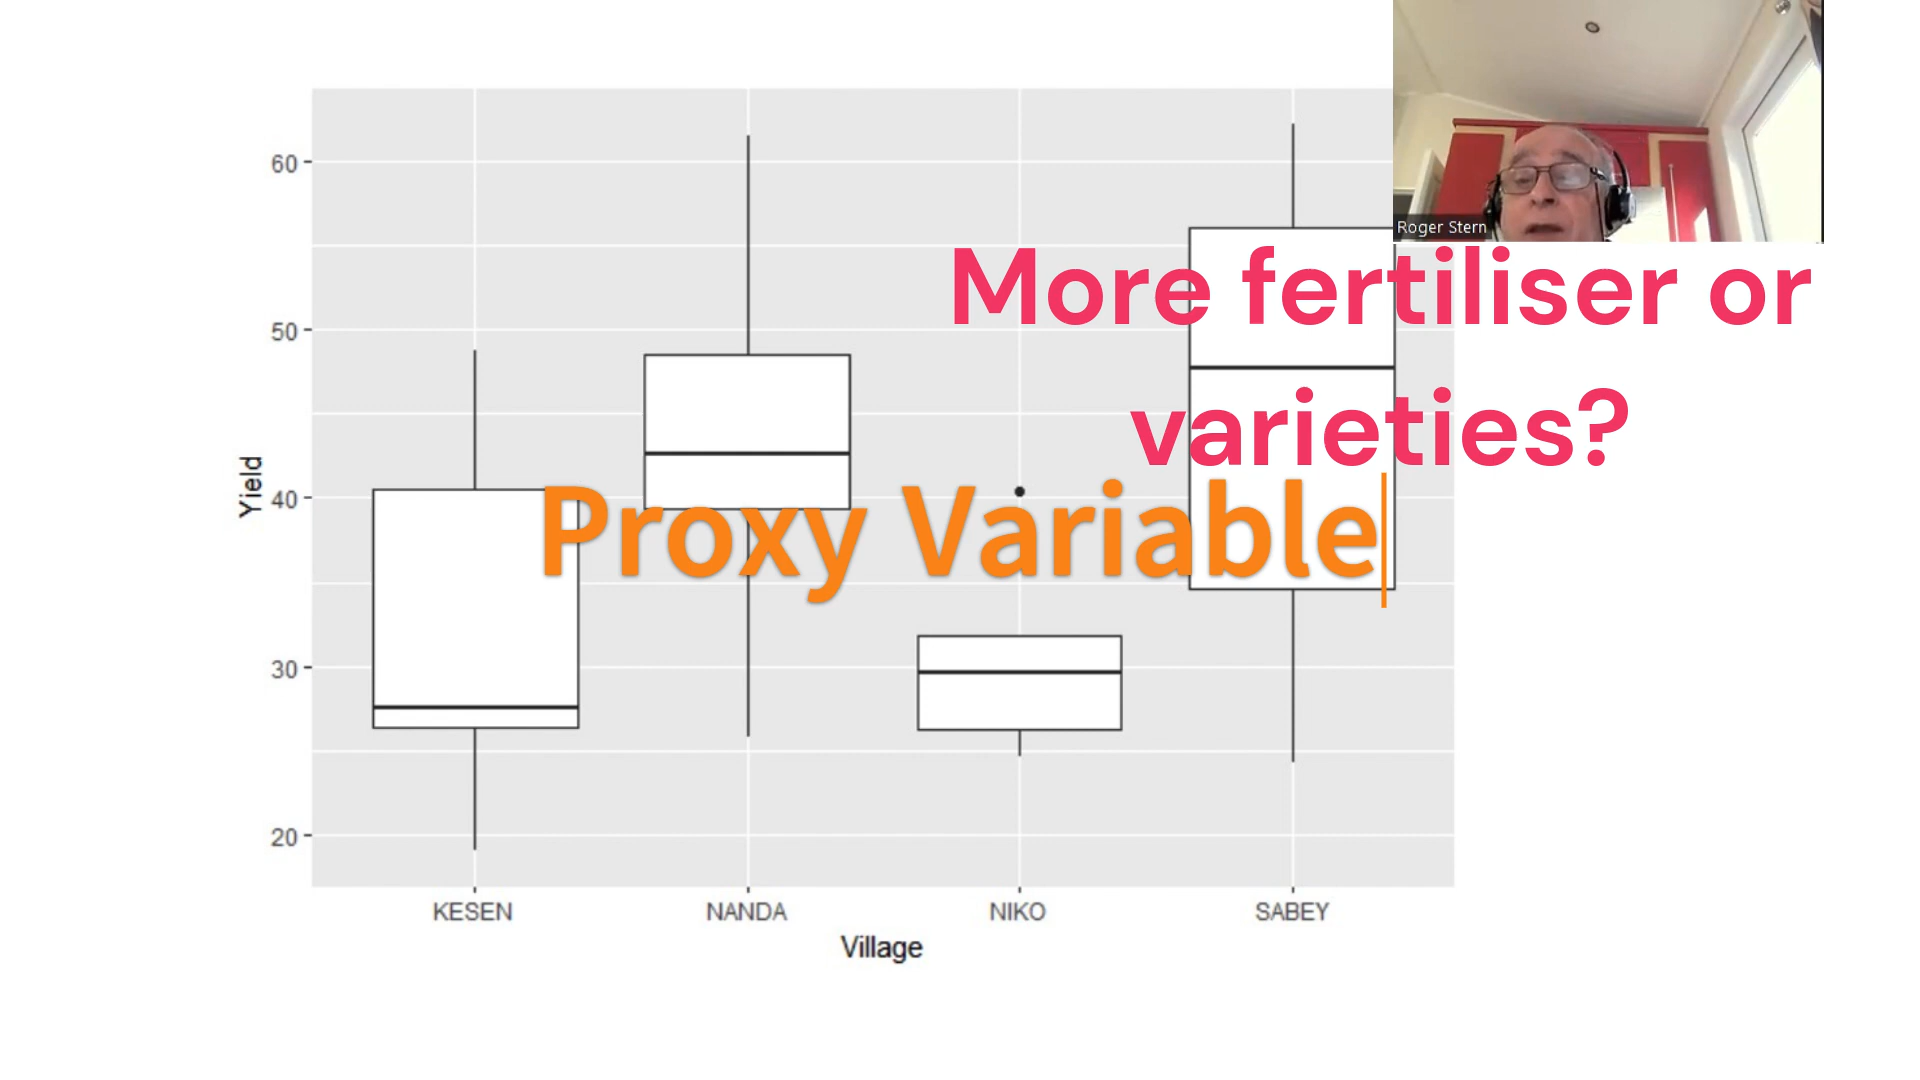 Roger Stern
More fertiliser or
varieties?
Proxy Variable
Yield
60
50
40
30
20
KESEN NANDA NIKO SABEY
Village